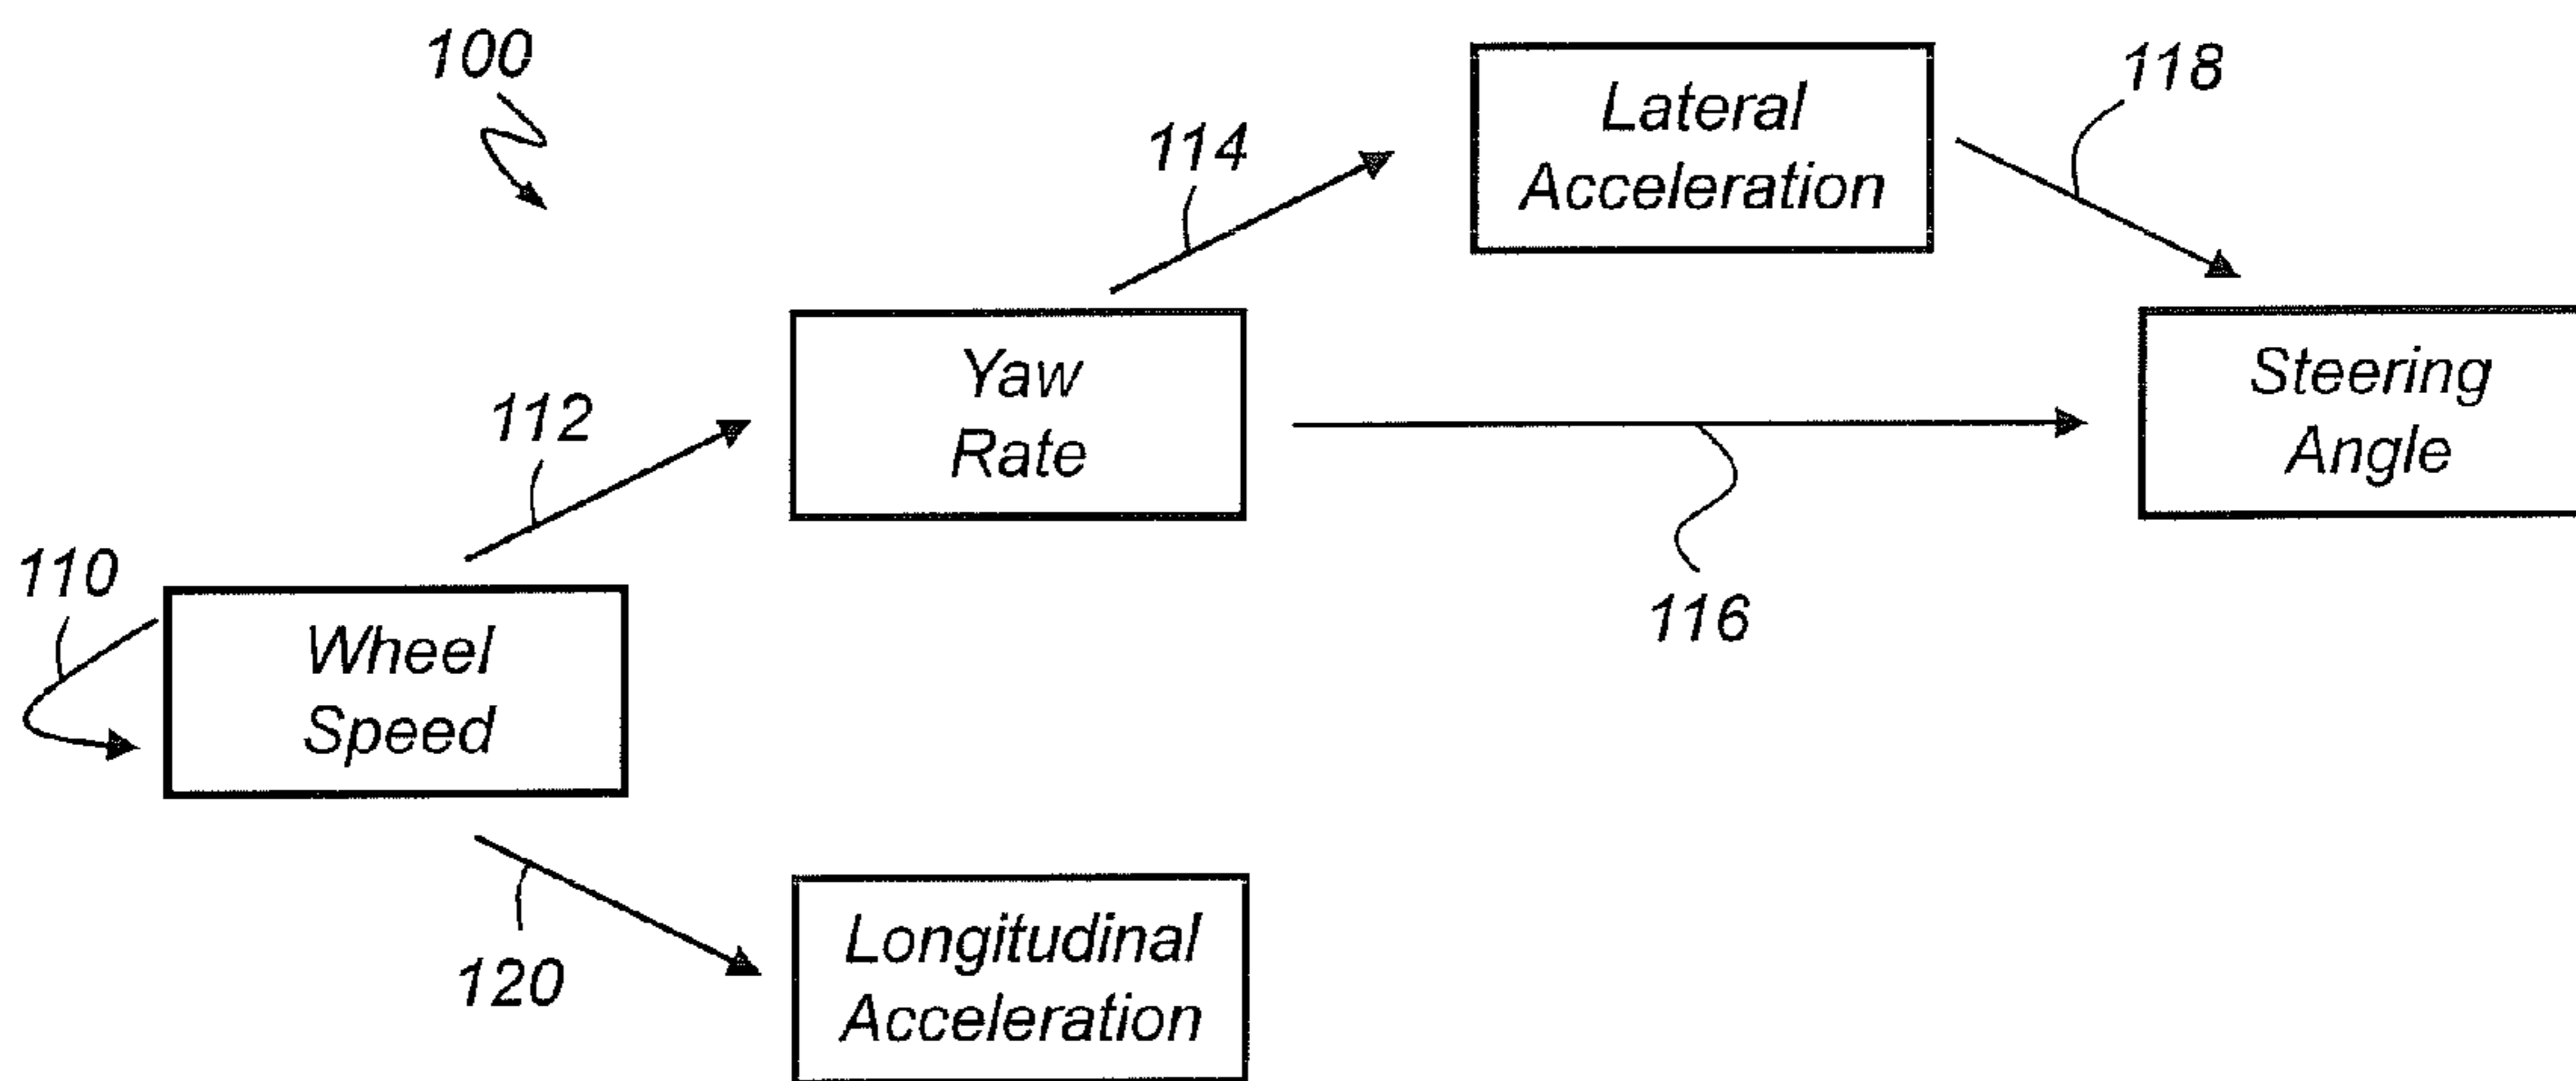 100
Lateral
Acceleration
118
114
Yaw
Rate
Steering
Angle
112
116
110
Wheel
Speed
120
Longitudinal
Acceleration